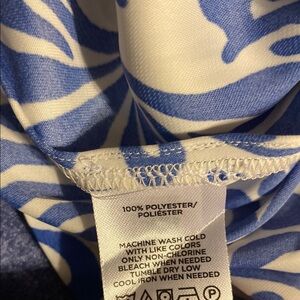 100% POLYESTER/
POLIÉSTER
MACHINE WASH COLD
WITH LIKE COLORS
ONLY NON-CHLORINE
BLEACH WHEN NEEDED
TUMBLE DRY LOW
COOL IRON WHEN NEEDED